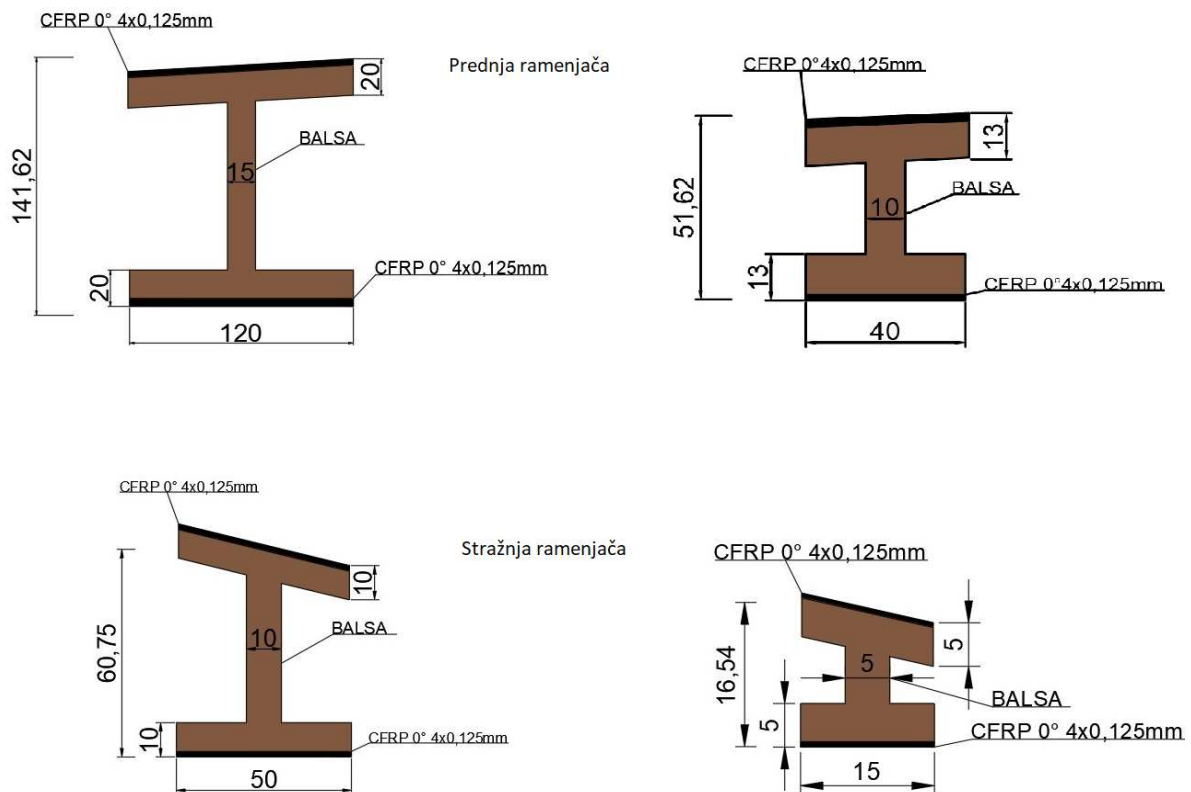 CFRP 0° 4x0,125mm
Prednja ramenjača
20
BALSA
15
141,62
CFRP 0° 4x0,125mm
20
120
CFRP 0°4x0,125mm
13
BALSA
10
51,62
13
CFRP 0°4x0,125mm
40
CFRP 0° 4x0,125mm
Stražnja ramenjača
10
BALSA
10
60,75
10
CFRP 0° 4x0,125mm
50
CFRP 0° 4x0,125mm
5
5
16,54
BALSA
5
CFRP 0° 4x0,125mm
15